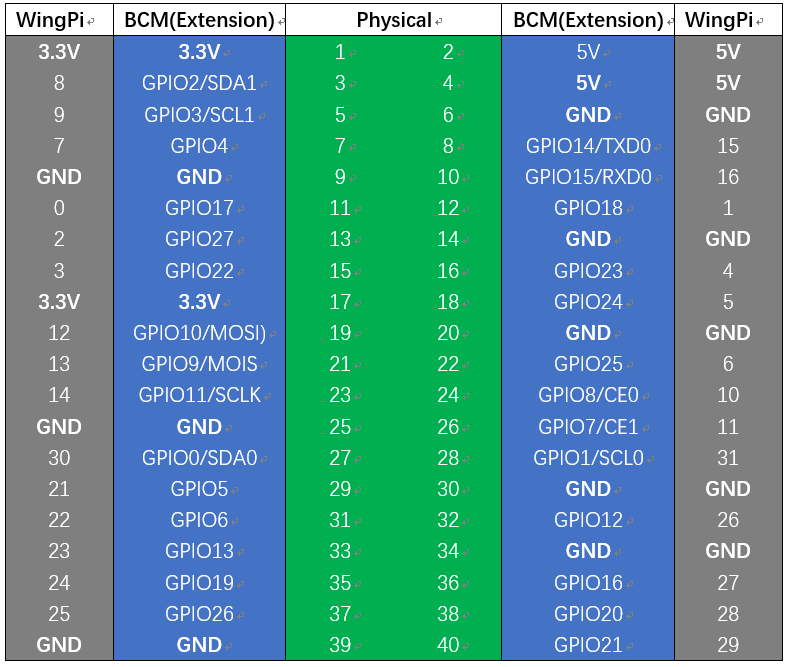 WingPi BCM(Extension) Physical BCM(Extension) WingPi
3.3V 3.3V 1 2 5V 5V
8 GPIO2/SDA1 3 4 5V 5V
9 GPIO3/SCL1 5 6 GND GND
7 GPIO4 7 8 GPIO14/TXD0 15
GND GND 9 10 GPIO15/RXD0 16
0 GPIO17 11 12 GPIO18 1
2 GPIO27 13 14 GND GND
3 GPIO22 15 16 GPIO23 4
3.3V 3.3V 17 18 GPIO24 5
12 GPIO10/MOSI) 19 20 GND GND
13 GPIO9/MOIS 21 22 GPIO25 6
14 GPIO11/SCLK 23 24 GPIO8/CE0 10
GND GND 25 26 GPIO7/CE1 11
30 GPIO0/SDA0 27 28 GPIO1/SCL0 31
21 GPIO5 29 30 GND GND
22 GPIO6 31 32 GPIO12 26
23 GPIO13 33 34 GND GND
24 GPIO19 35 36 GPIO16 27
25 GPIO26 37 38 GPIO20 28
GND GND 39 40 GPIO21 29